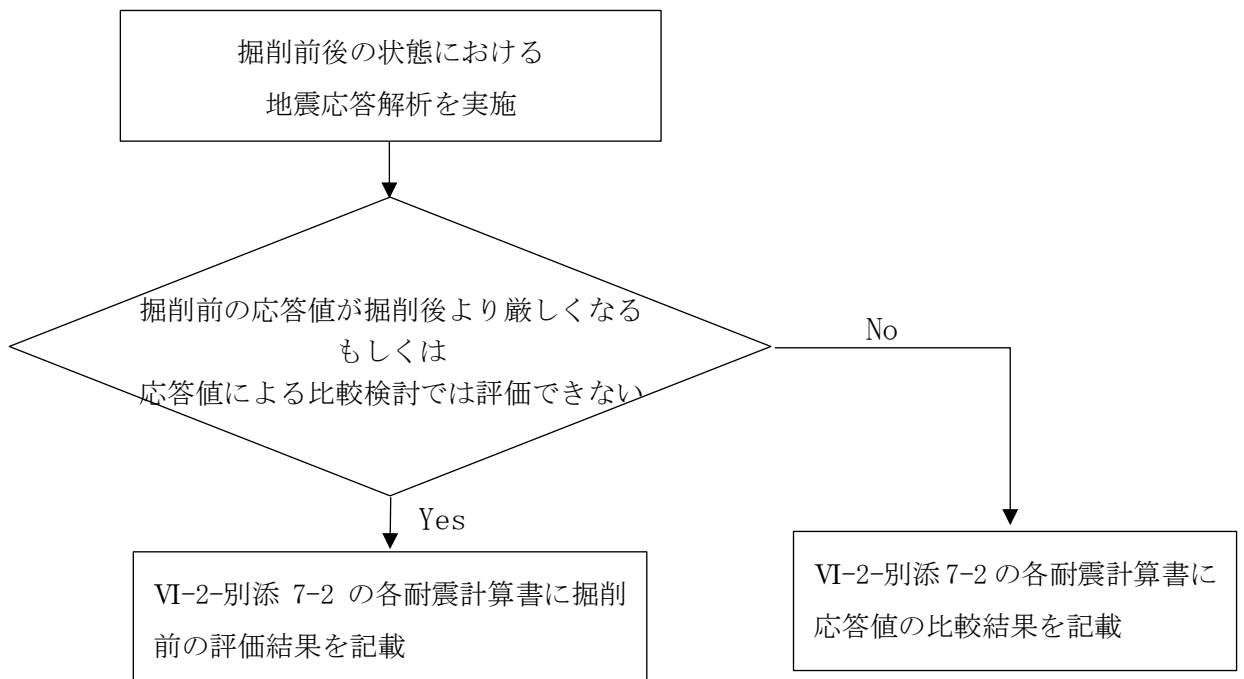 掘削前後の状態における
地震応答解析を実施
掘削前の応答値が掘削後より厳しくなる
もしくは
応答値による比較検討では評価できない
No
Yes
Ⅵ-2-別添 7-2 の各耐震計算書に掘削
前の評価結果を記載
Ⅵ-2-別添 7-2 の各耐震計算書に
応答値の比較結果を記載